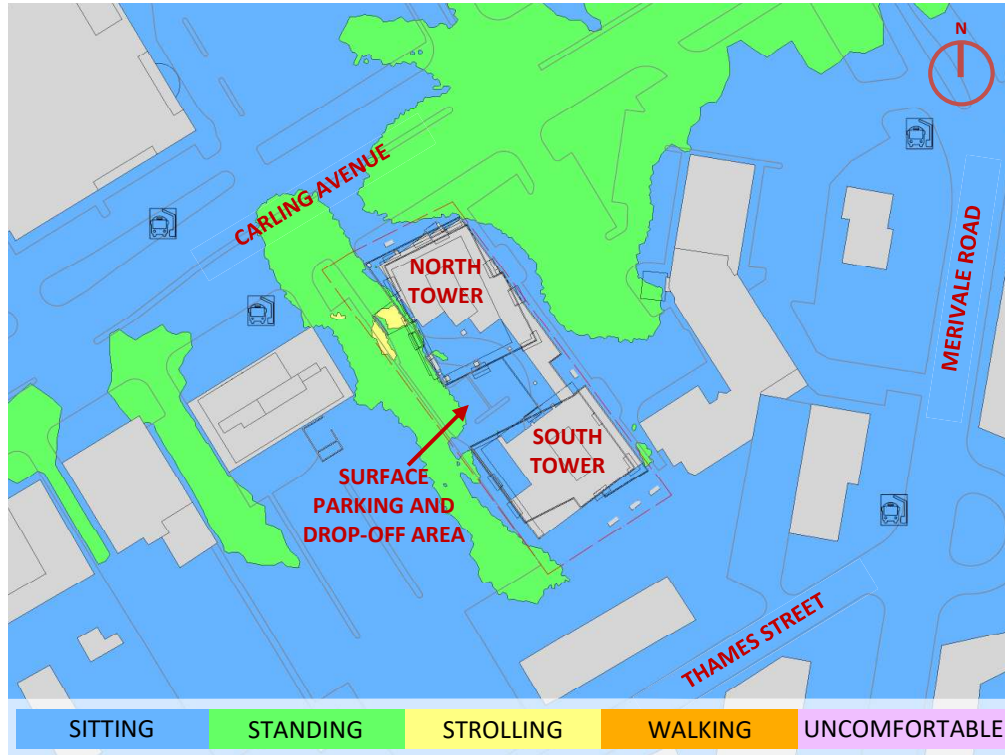 N
CARLING AVENUE
MERIVALE ROAD
NORTH
TOWER
SOUTH
TOWER
SURFACE
PARKING AND
DROP-OFF AREA
THAMES STREET
SITTING
STANDING
STROLLING
WALKING
UNCOMFORTABLE